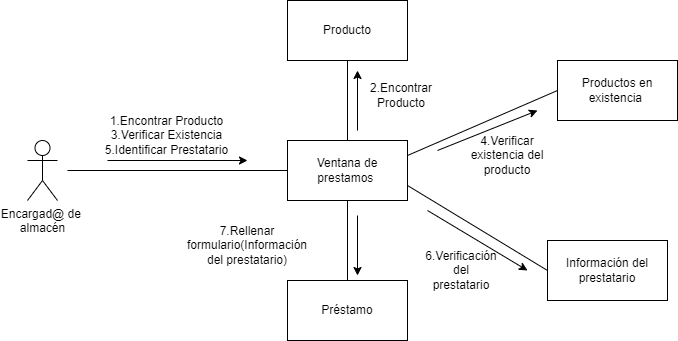 Producto
2.Encontrar
Producto
Productos en
existencia
1.Encontrar Producto
3.Verificar Existencia
5.Identificar Prestatario
4.Verificar
existencia del
producto
Ventana de
prestamos
Encargad@ de
almacén
7.Rellenar
formulario(Información
del prestatario)
6.Verificación
del
prestatario
Información del
prestatario
Préstamo